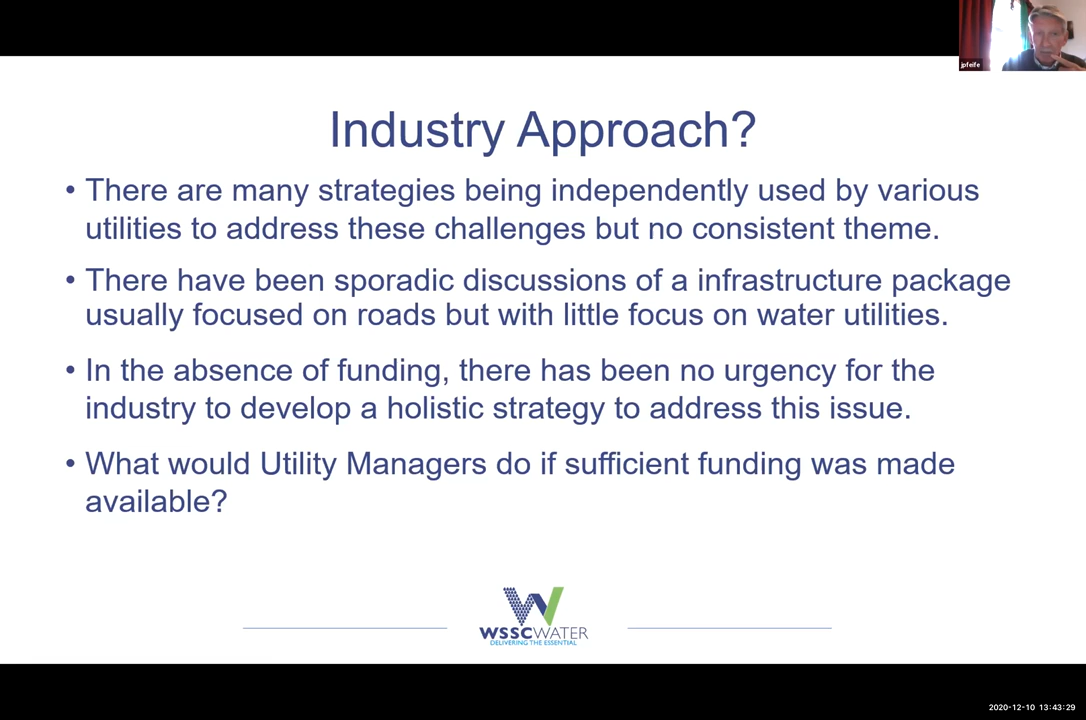 jpfeife
Industry Approach?
• There are many strategies being independently used by various
utilities to address these challenges but no consistent theme.
• There have been sporadic discussions of a infrastructure package
usually focused on roads but with little focus on water utilities.
• In the absence of funding, there has been no urgency for the
industry to develop a holistic strategy to address this issue.
• What would Utility Managers do if sufficient funding was made
available?
WSSCWATER
DELIVERING THE ESSENTIAL
2020-12-10 13:43:29